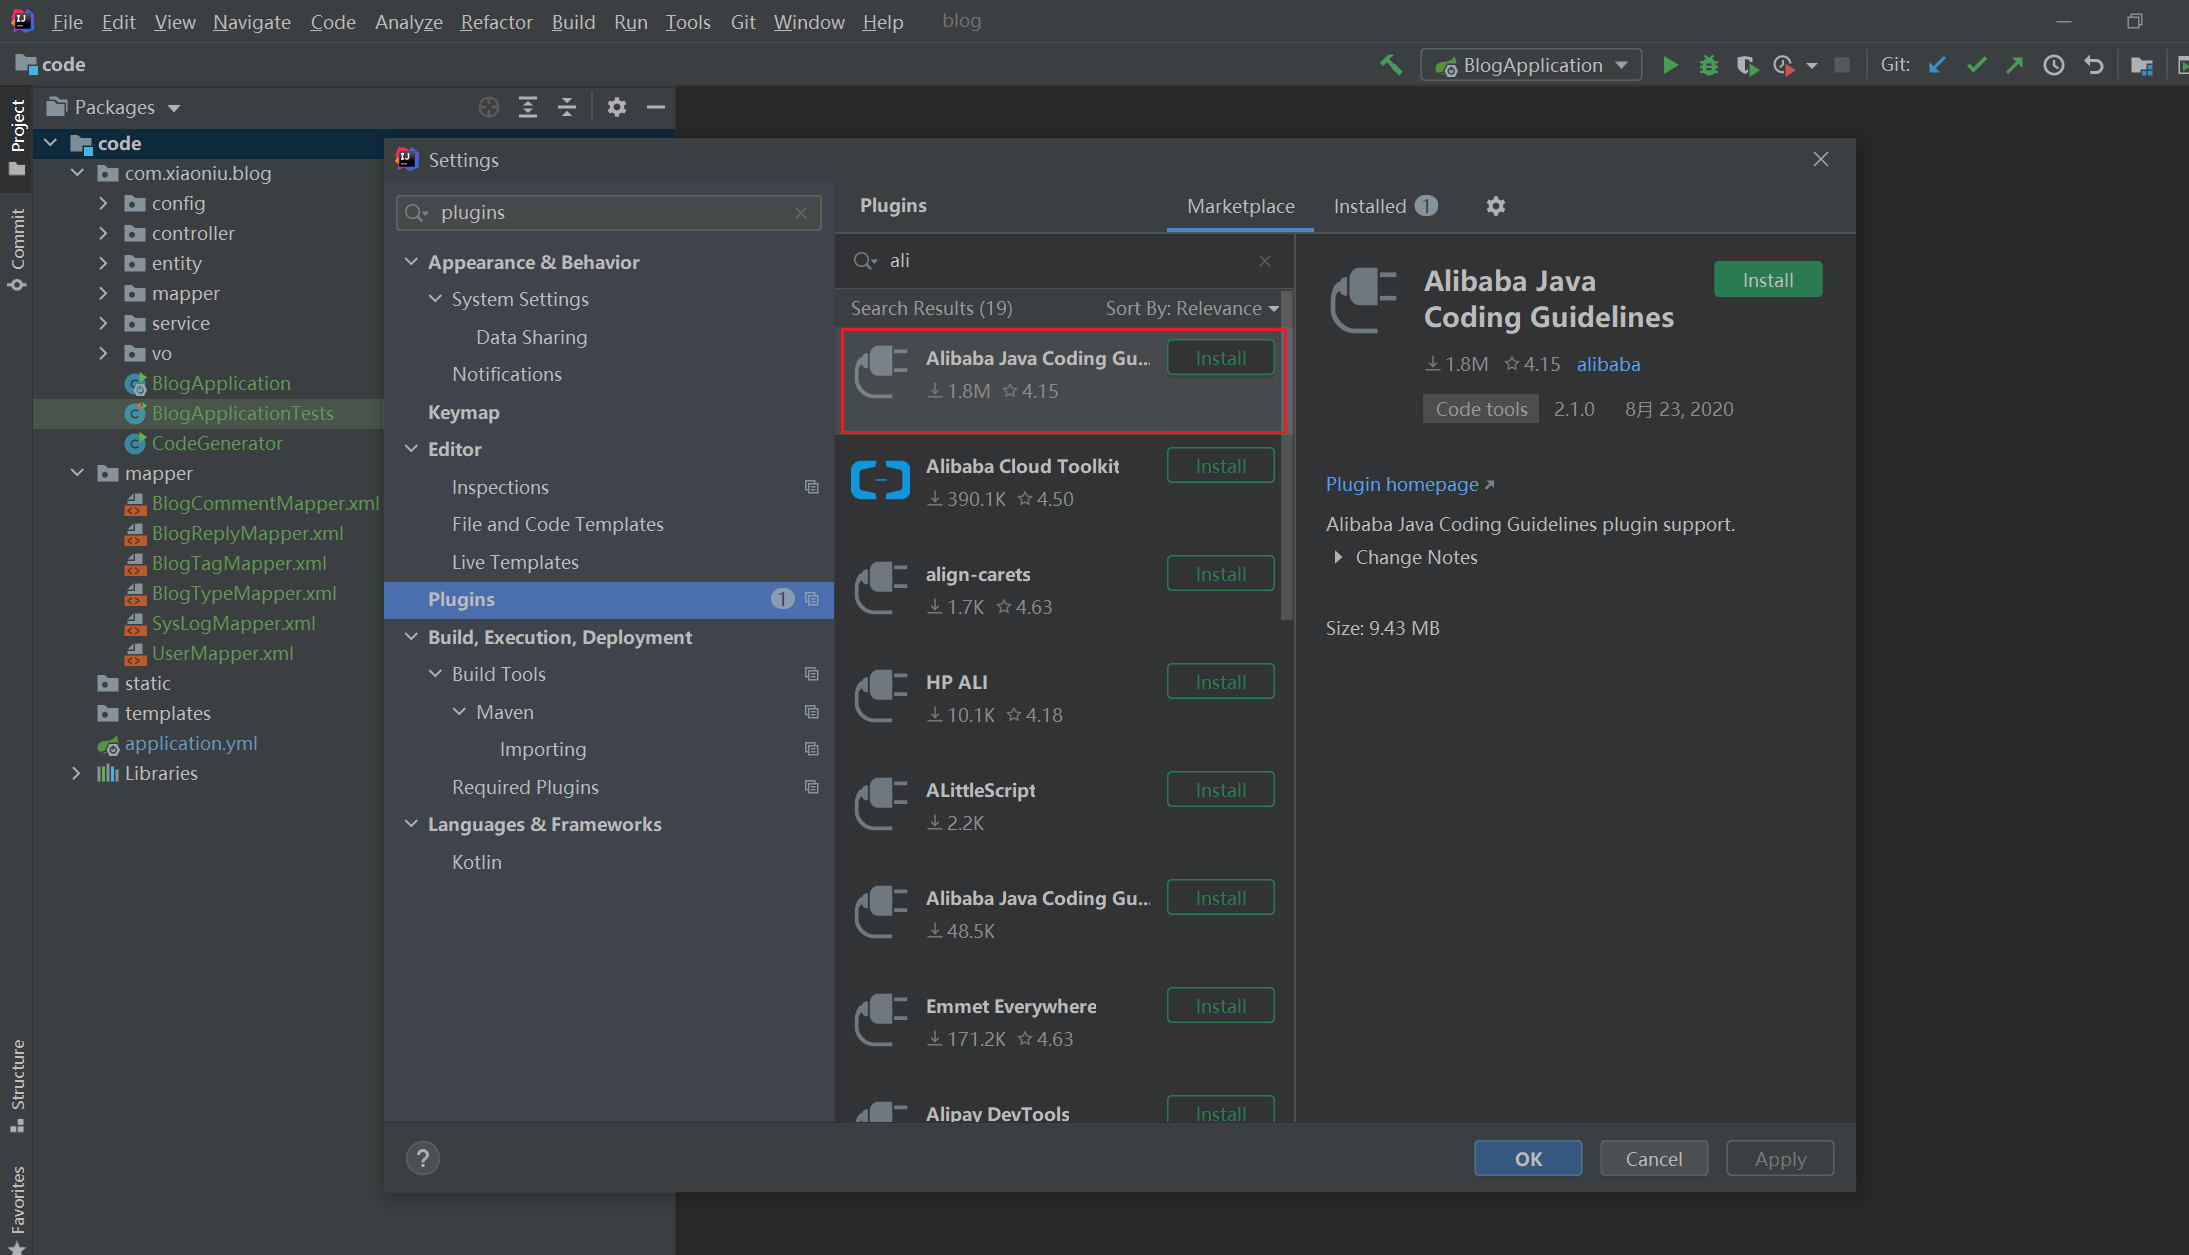 File Edit View Navigate Code Analyze Refactor Build Run Tools Git Window Help blog
code
BlogApplication
Git:
Project
Commit
Structure
Favorites
Packages
code
com.xiaoniu.blog
config
controller
entity
mapper
service
vo
BlogApplication
BlogApplicationTests
CodeGenerator
mapper
BlogCommentMapper.xml
BlogReplyMapper.xml
BlogTagMapper.xml
BlogTypeMapper.xml
SysLogMapper.xml
UserMapper.xml
static
templates
application.yml
Libraries
Settings
plugins
Appearance & Behavior
System Settings
Data Sharing
Notifications
Keymap
Editor
Inspections
File and Code Templates
Live Templates
Plugins 1
Build, Execution, Deployment
Build Tools
Maven
Importing
Required Plugins
Languages & Frameworks
Kotlin
Plugins
Marketplace
Installed 1
ali
Search Results (19) Sort By: Relevance
Alibaba Java Coding Gu... Install
1.8M 4.15
Alibaba Cloud Toolkit Install
390.1K 4.50
align-carets Install
1.7K 4.63
HP ALI Install
10.1K 4.18
ALittleScript Install
2.2K
Alibaba Java Coding Gu... Install
48.5K
Emmet Everywhere Install
171.2K 4.63
Alipay DevTools Install
Alibaba Java
Coding Guidelines
Install
1.8M 4.15 alibaba
Code tools 2.1.0 8月 23, 2020
Plugin homepage
Alibaba Java Coding Guidelines plugin support.
Change Notes
Size: 9.43 MB
?
OK Cancel Apply